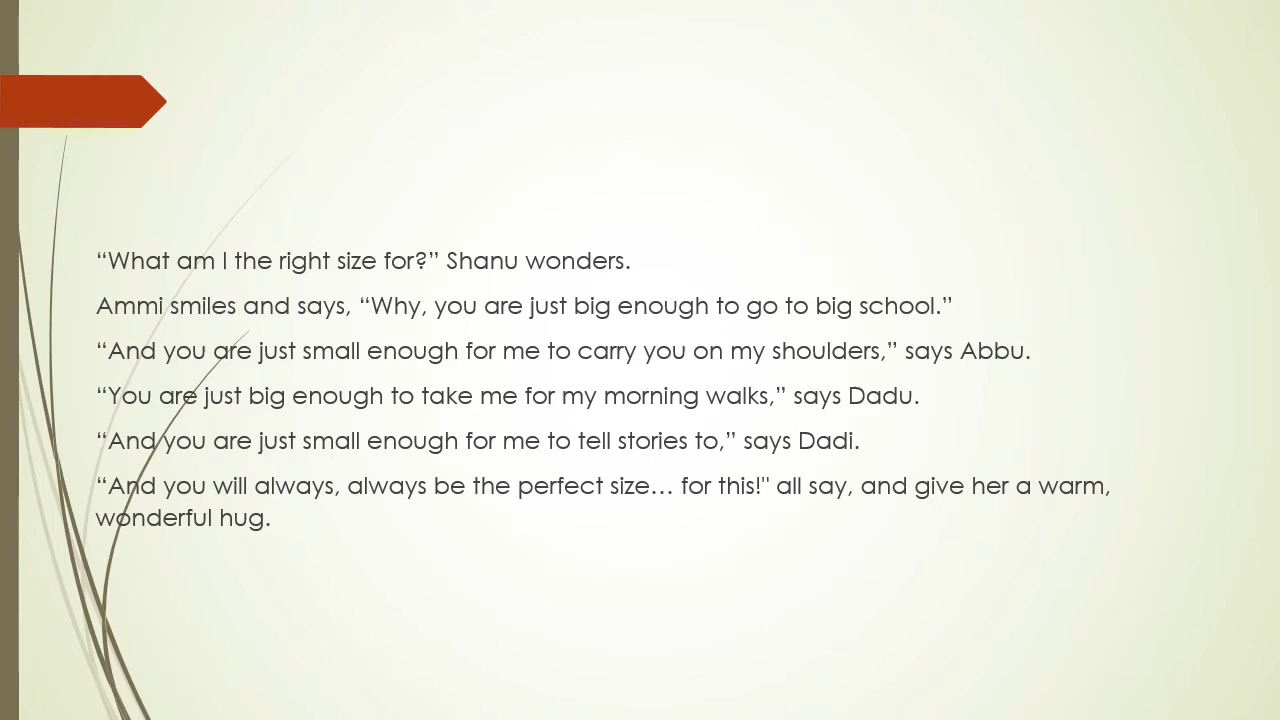 “What am I the right size for?” Shanu wonders.
Ammi smiles and says, “Why, you are just big enough to go to big school.”
“And you are just small enough for me to carry you on my shoulders,” says Abbu.
“You are just big enough to take me for my morning walks,” says Dadu.
“And you are just small enough for me to tell stories to,” says Dadi.
“And you will always, always be the perfect size… for this!" all say, and give her a warm,
wonderful hug.